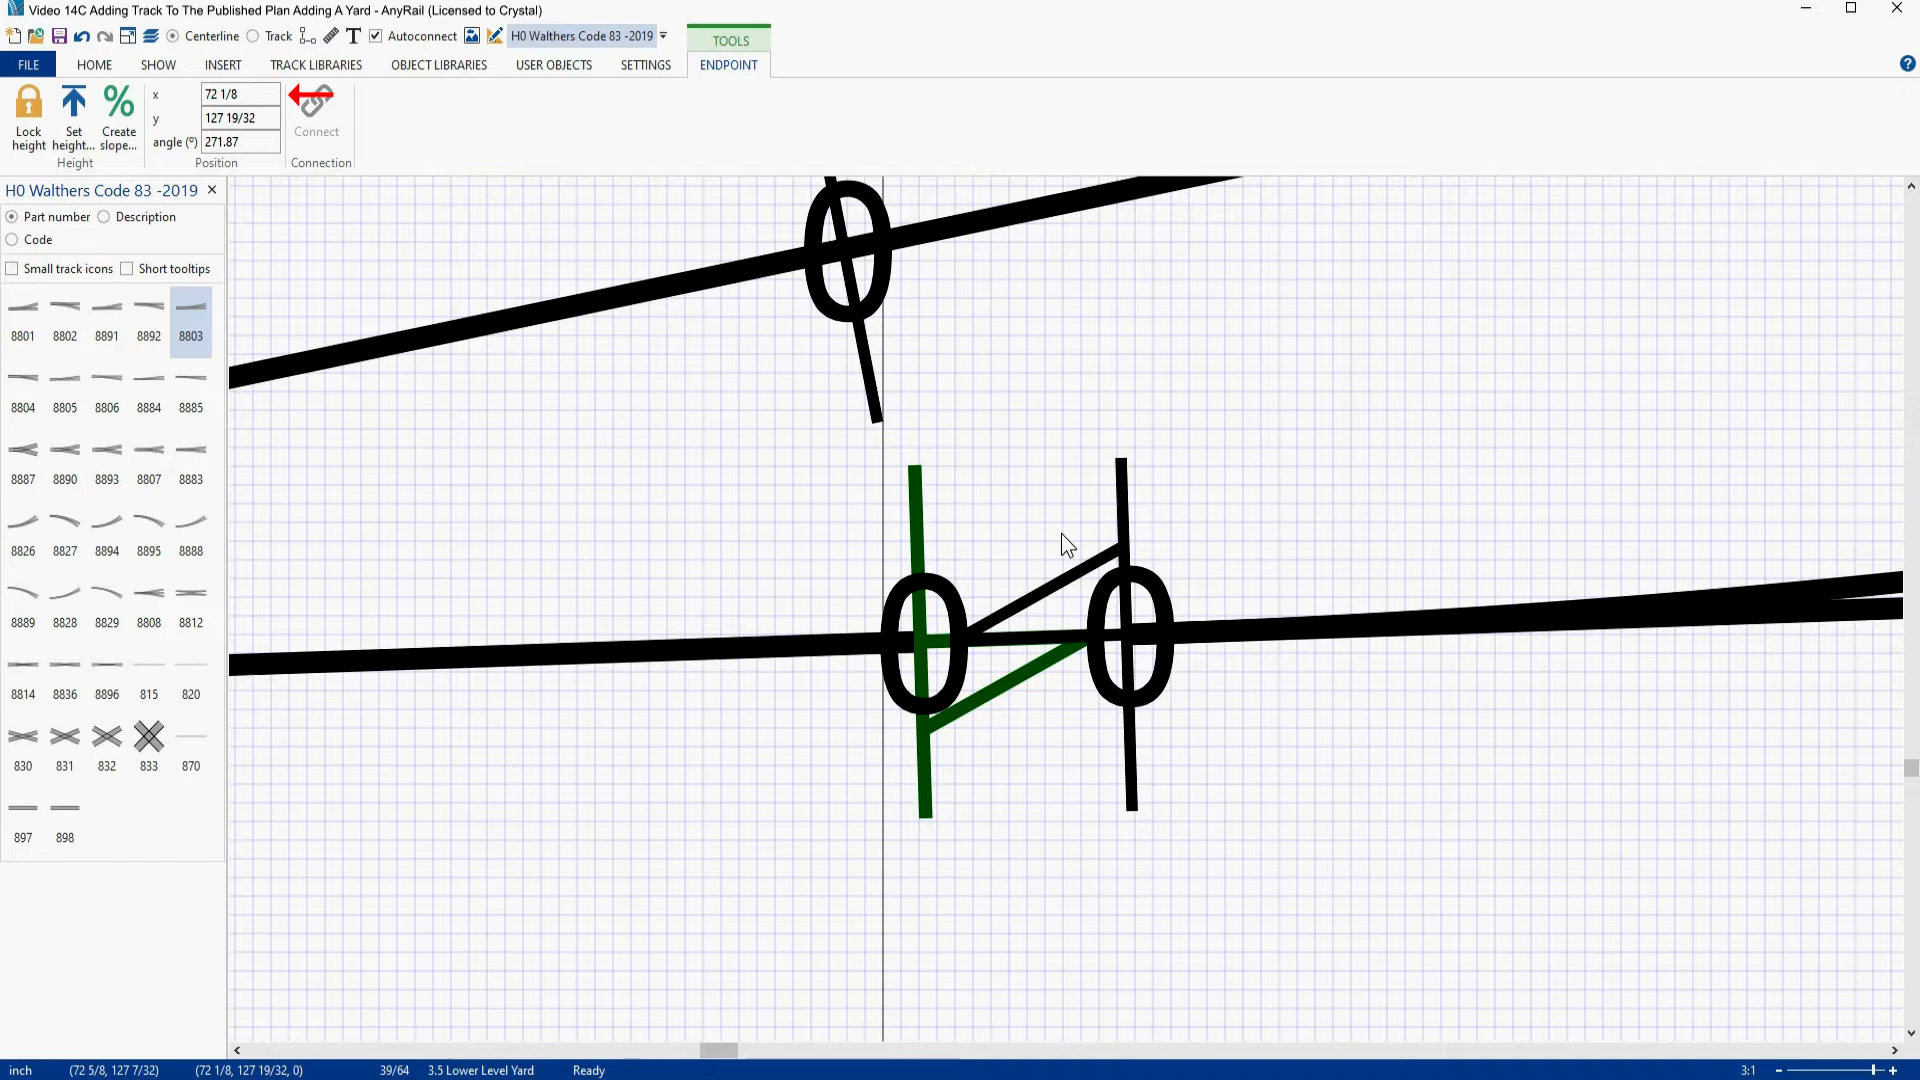 Video 14C Adding Track To The Published Plan Adding A Yard - AnyRail (Licensed to Crystal)
Centerline Track T Autoconnect H0 Walthers Code 83 -2019 TOOLS
FILE HOME SHOW INSERT TRACK LIBRARIES OBJECT LIBRARIES USER OBJECTS SETTINGS ENDPOINT
x 72 1/8
y 127 19/32
Lock Set Create Connect
height height... slope... angle (º) 271.87
Height Position Connection
H0 Walthers Code 83 -2019
Part number Description
Code
Small track icons Short tooltips
8801 8802 8891 8892 8803
8804 8805 8806 8884 8885
8887 8890 8893 8807 8883
8826 8827 8894 8895 8888
8889 8828 8829 8808 8812
8814 8836 8896 815 820
830 831 832 833 870
897 898
0
0 0
inch (72 5/8, 127 7/32) (72 1/8, 127 19/32, 0) 39/64 3.5 Lower Level Yard Ready 3:1